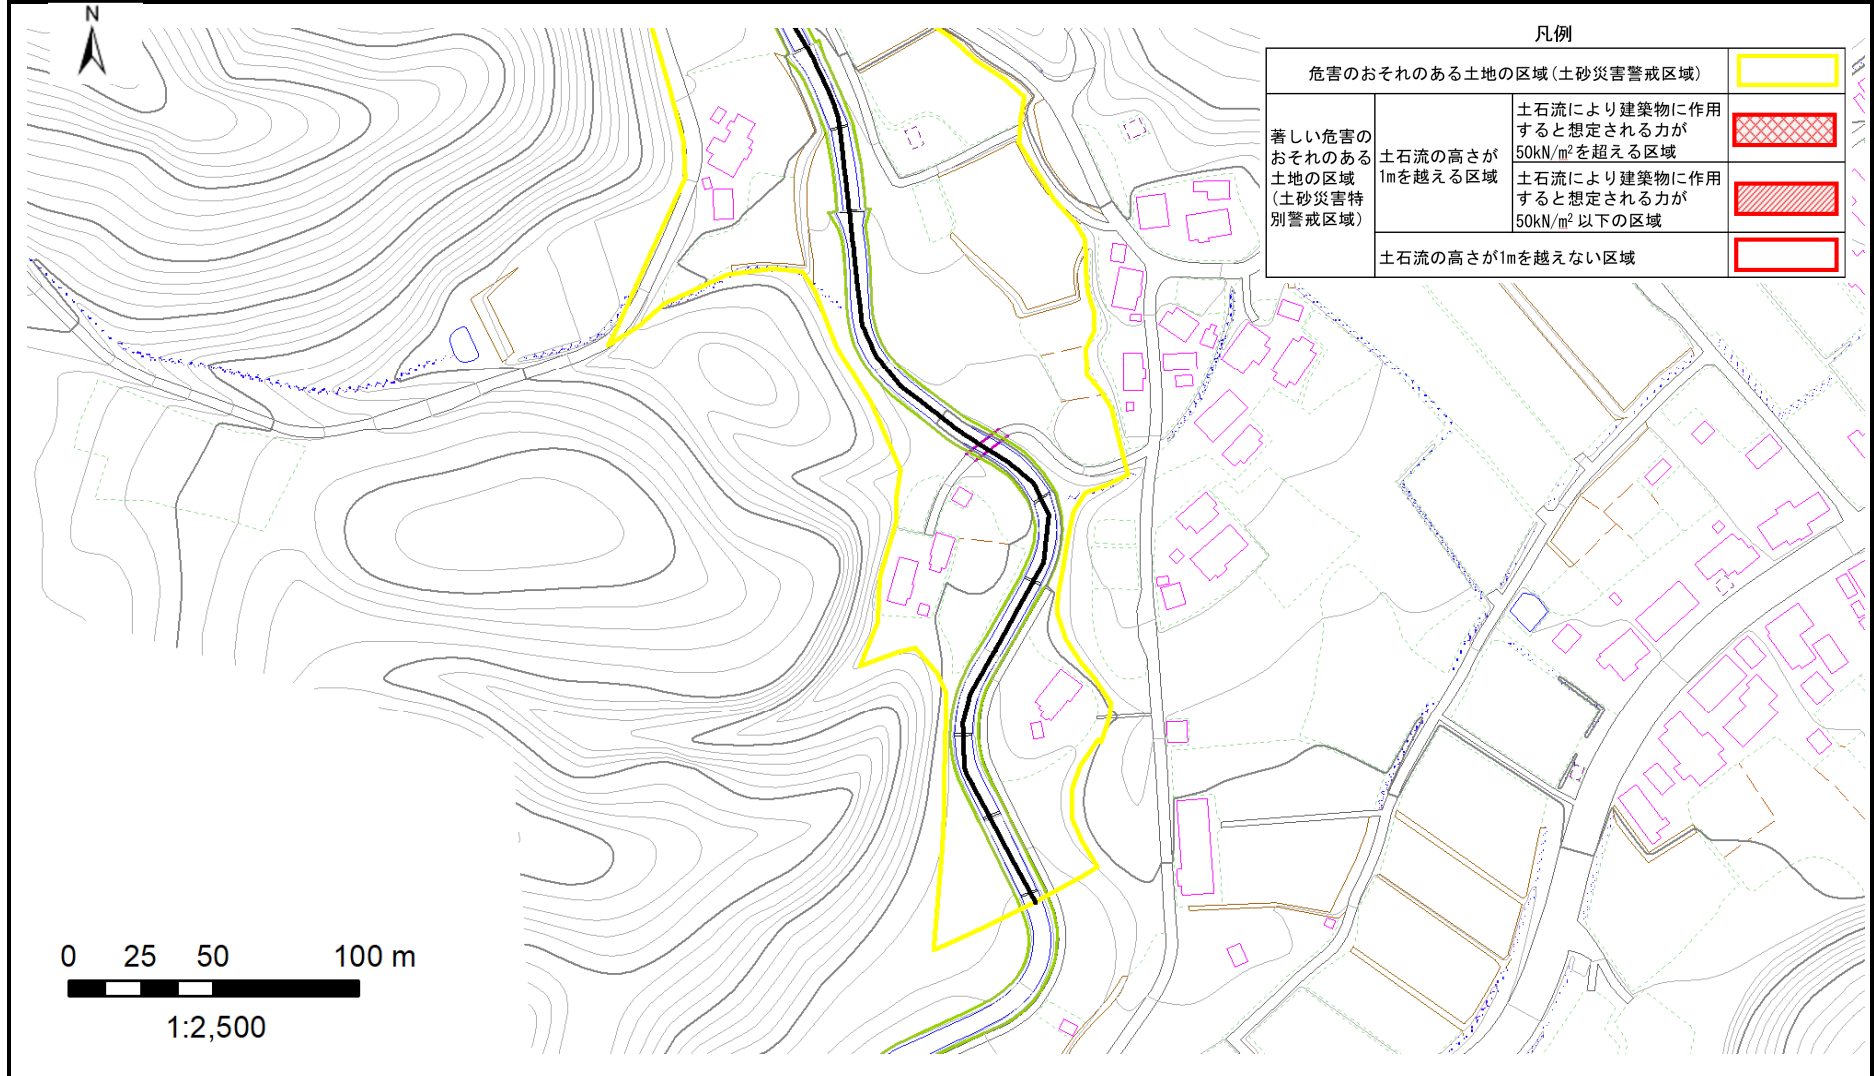 N
凡例
危害のおそれのある土地の区域(土砂災害警戒区域)
著しい危害の
おそれのある
土地の区域
(土砂災害特
別警戒区域)
土石流の高さが
1mを越える区域
土石流により建築物に作用
すると想定される力が
50kN/m²を超える区域
土石流により建築物に作用
すると想定される力が
50kN/m²以下の区域
土石流の高さが1mを越えない区域
0 25 50 100 m
1:2,500